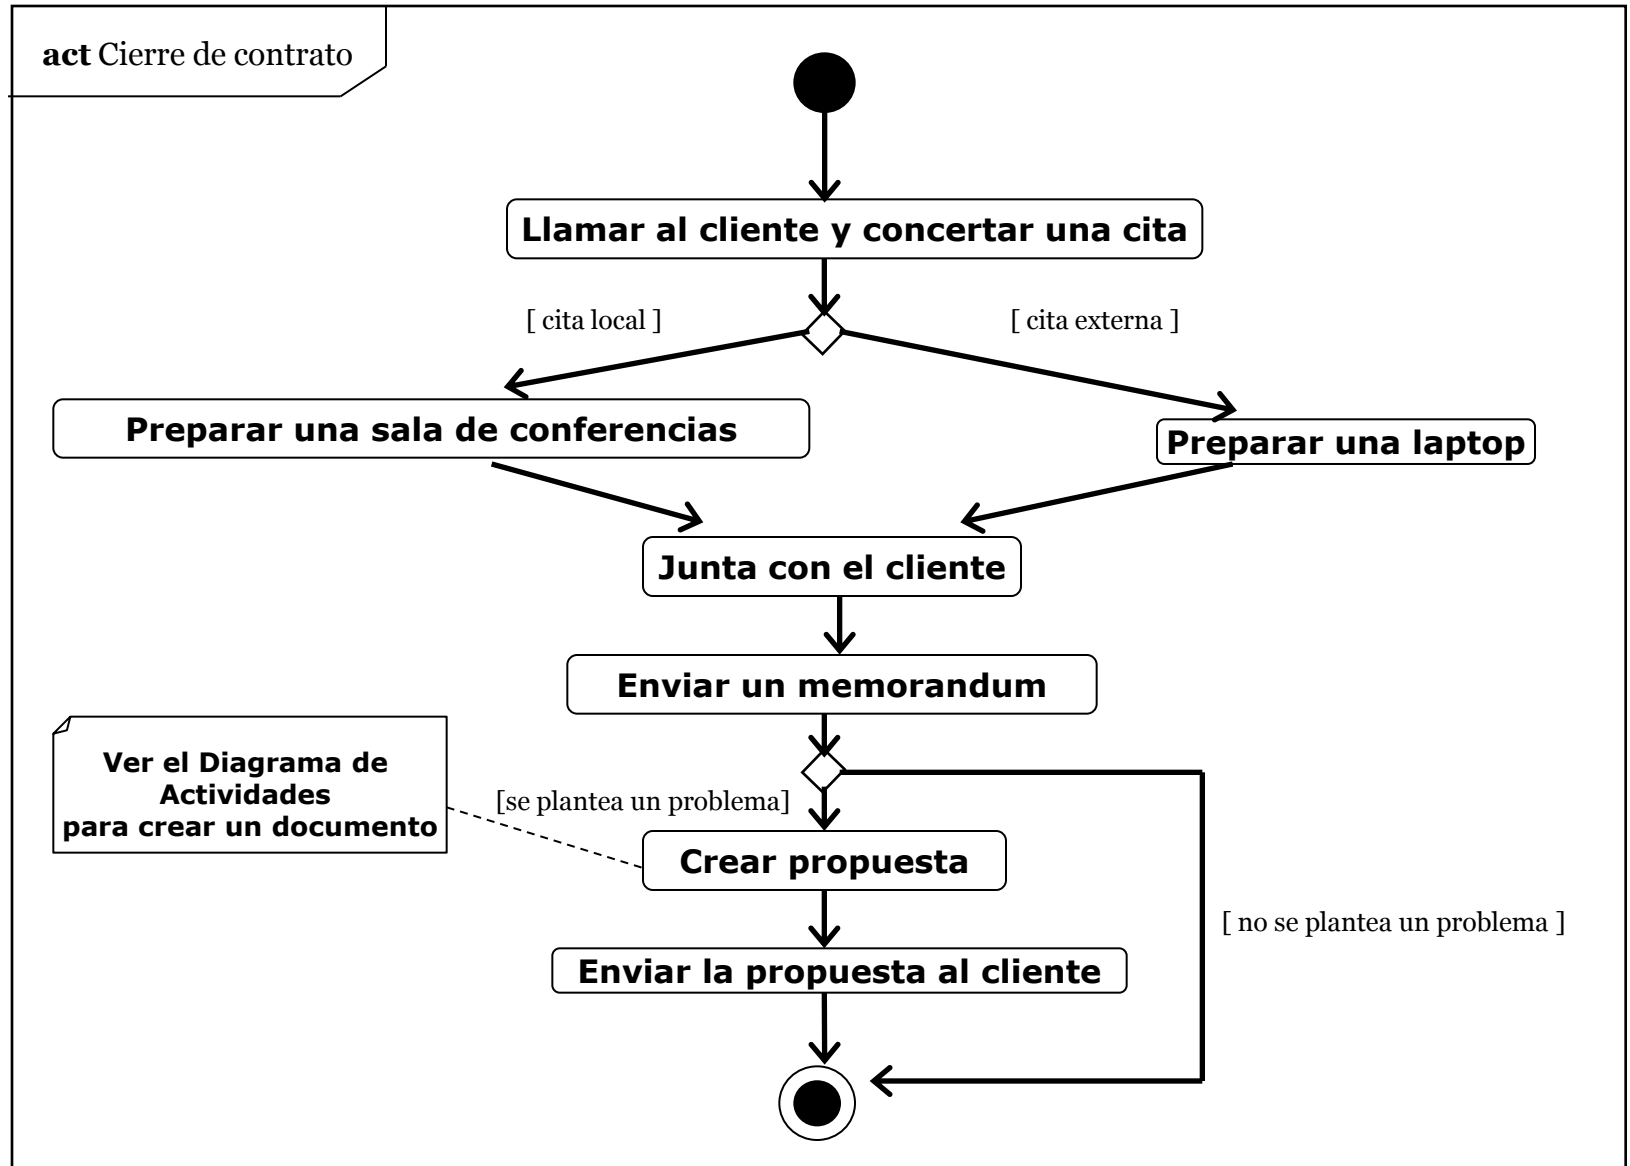 act Cierre de contrato
Llamar al cliente y concertar una cita
[ cita local ]
[ cita externa ]
Preparar una sala de conferencias
Preparar una laptop
Junta con el cliente
Enviar un memorandum
Ver el Diagrama de
Actividades
para crear un documento
[se plantea un problema]
Crear propuesta
[ no se plantea un problema ]
Enviar la propuesta al cliente